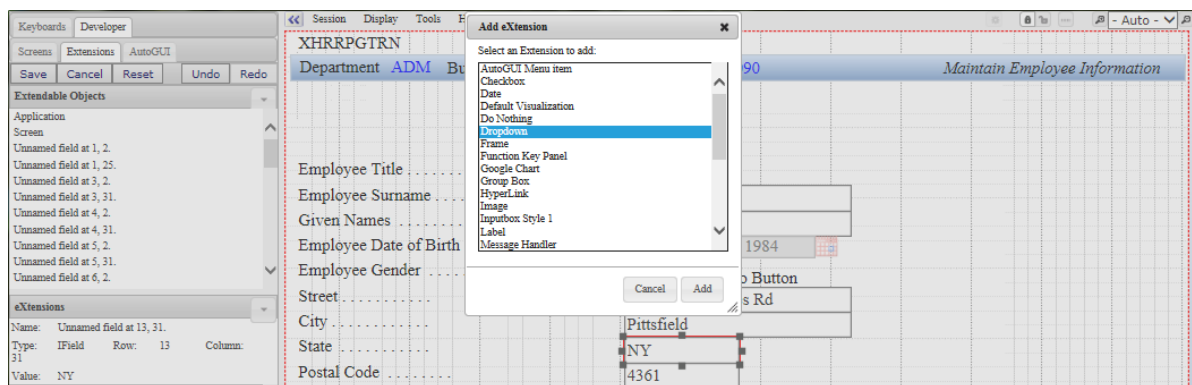 Keyboards Developer
Screens Extensions AutoGUI
Save Cancel Reset Undo Redo
Extendable Objects
Application
Screen
Unnamed field at 1, 2.
Unnamed field at 1, 25.
Unnamed field at 3, 2.
Unnamed field at 3, 31.
Unnamed field at 4, 2.
Unnamed field at 4, 31.
Unnamed field at 5, 2.
Unnamed field at 5, 31.
Unnamed field at 6, 2.
eXtensions
Name: Unnamed field at 13, 31.
Type: IField Row: 13 Column:
31
Value: NY
Session Display Tools
- Auto -
XHRRPGTRN
Department ADM Bu
90 Maintain Employee Information
Employee Title . . . . . . .
Employee Surname . . . .
Given Names . . . . . . . .
Employee Date of Birth
1984
Employee Gender . . . .
o Button
Street . . . . . . . . . . .
s Rd
City . . . . . . . . . . . .
Pittsfield
State . . . . . . . . . . .
NY
Postal Code . . . . . . . .
4361
Add eXtension
Select an Extension to add:
AutoGUI Menu item
Checkbox
Date
Default Visualization
Do Nothing
Dropdown
Frame
Function Key Panel
Google Chart
Group Box
HyperLink
Image
Inputbox Style 1
Label
Message Handler
Cancel Add